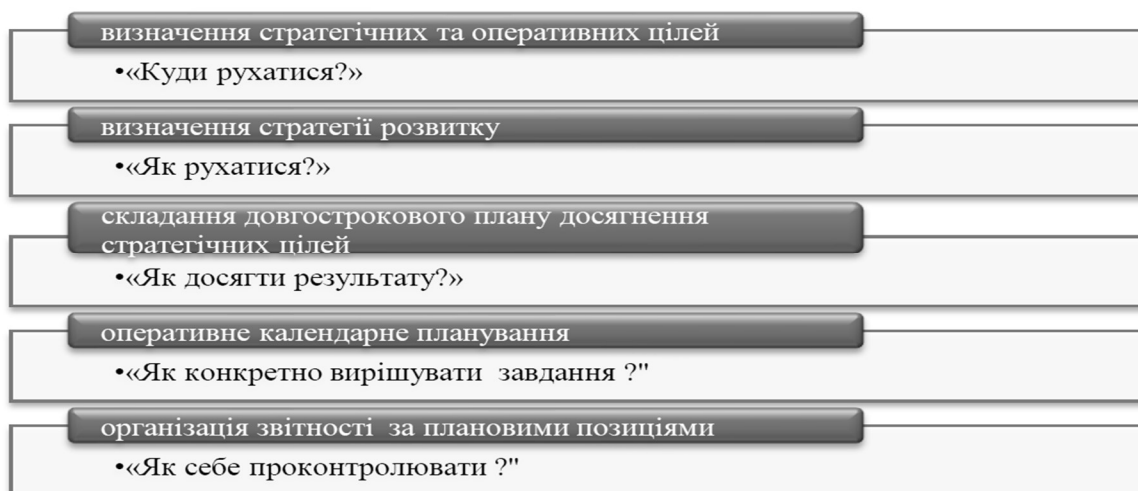 визначення стратегічних та оперативних цілей
•«Куди рухатися?»
визначення стратегії розвитку
•«Як рухатися?»
складання довгострокового плану досягнення
стратегічних цілей
•«Як досягти результату?»
оперативне календарне планування
•«Як конкретно вирішувати  завдання ?"
організація звітності  за плановими позиціями
•«Як себе проконтролювати ?"